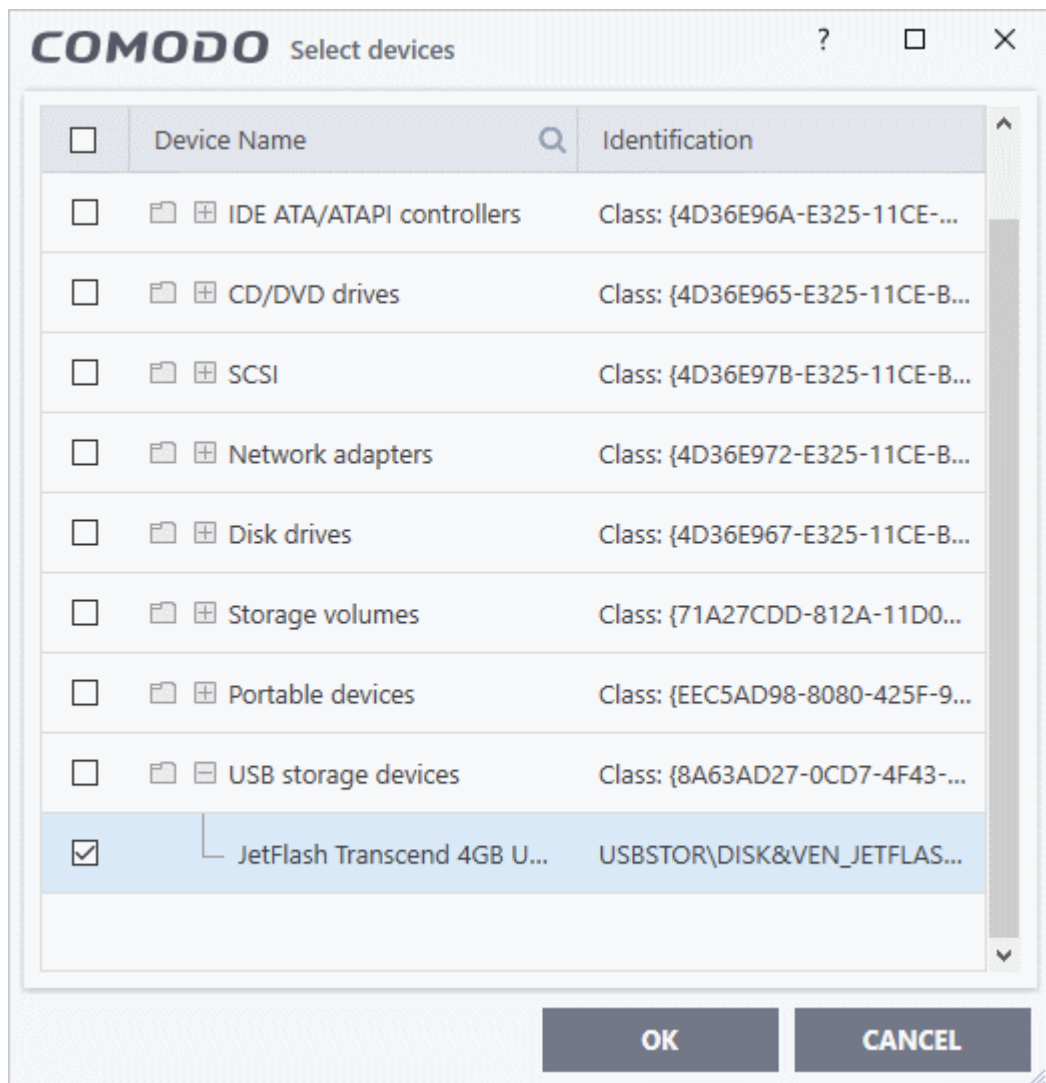 COMODO Select devices ?
Device Name Identification
IDE ATA/ATAPI controllers Class: {4D36E96A-E325-11CE-...
CD/DVD drives Class: {4D36E965-E325-11CE-B...
SCSI Class: {4D36E97B-E325-11CE-B...
Network adapters Class: {4D36E972-E325-11CE-B...
Disk drives Class: {4D36E967-E325-11CE-B...
Storage volumes Class: {71A27CDD-812A-11D0...
Portable devices Class: {EEC5AD98-8080-425F-9...
USB storage devices Class: {8A63AD27-0CD7-4F43-...
JetFlash Transcend 4GB U... USBSTOR\DISK&VEN_JETFLAS...
OK CANCEL